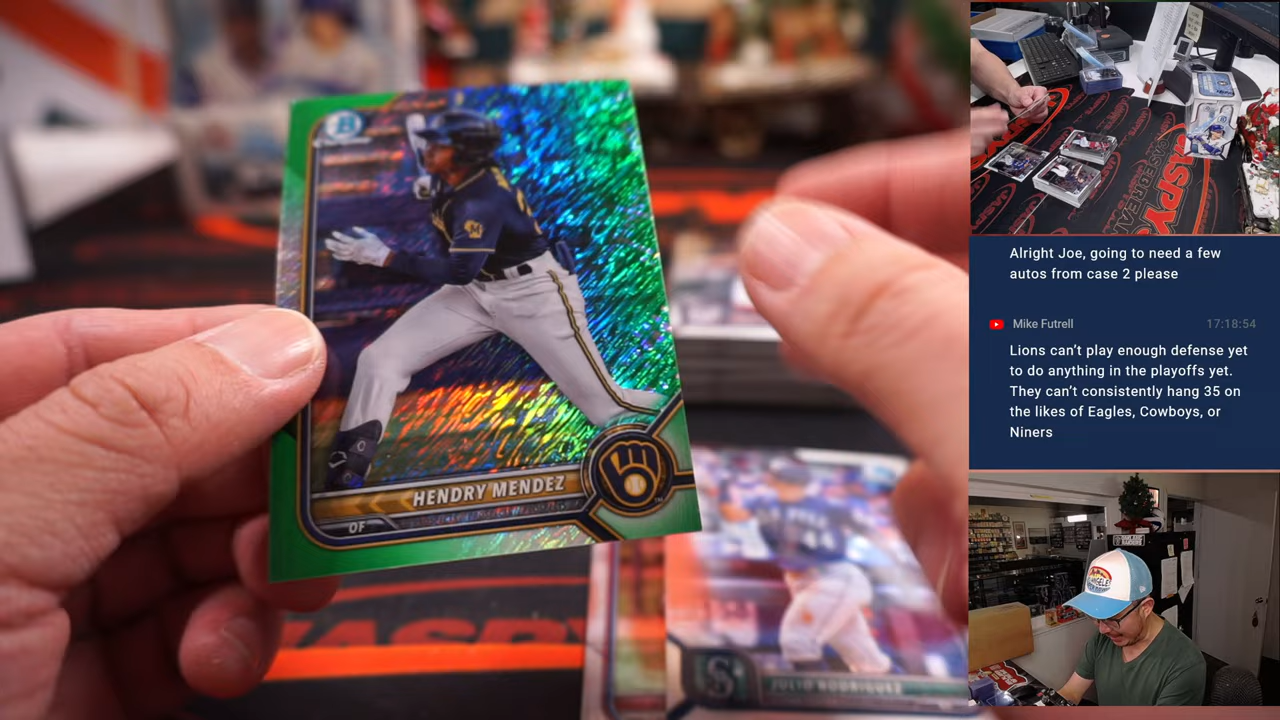 HENDRY MENDEZ
OF
JULIO RODRIGUEZ
Alright Joe, going to need a few
autos from case 2 please
Mike Futrell
17:18:54
Lions can't play enough defense yet
to do anything in the playoffs yet.
They can't consistently hang 35 on
the likes of Eagles, Cowboys, or
Niners